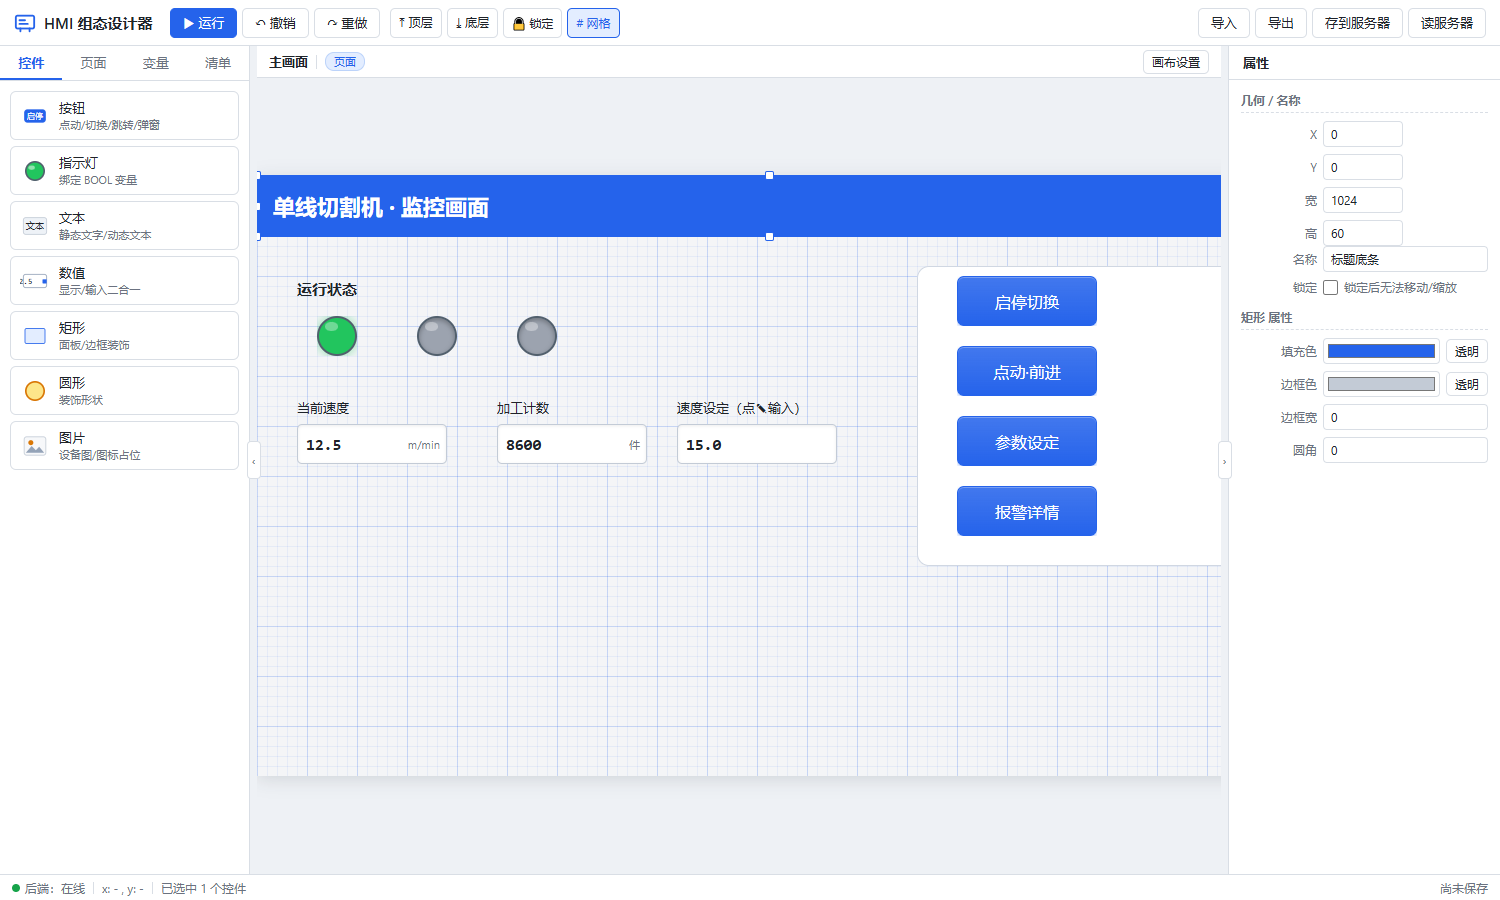 HMI 组态设计器
▶ 运行
↶ 撤销
↷ 重做
⤒ 顶层
⤓ 底层
🔒 锁定
# 网格
导入
导出
存到服务器
读服务器
控件
页面
变量
清单
启停
按钮
点动/切换/跳转/弹窗
指示灯
绑定 BOOL 变量
文本
文本
静态文字/动态文本
2.5
数值
显示/输入二合一
矩形
面板/边框装饰
圆形
装饰形状
图片
设备图/图标占位
主画面
页面
画布设置
单线切割机 · 监控画面
运行状态
当前速度
12.5 m/min
加工计数
8600 件
速度设定（点✎输入）
15.0
启停切换
点动·前进
参数设定
报警详情
属性
几何 / 名称
X 0
Y 0
宽 1024
高 60
名称 标题底条
锁定 锁定后无法移动/缩放
矩形 属性
填充色 透明
边框色 透明
边框宽 0
圆角 0
后端：在线
x: - , y: -
已选中 1 个控件
尚未保存